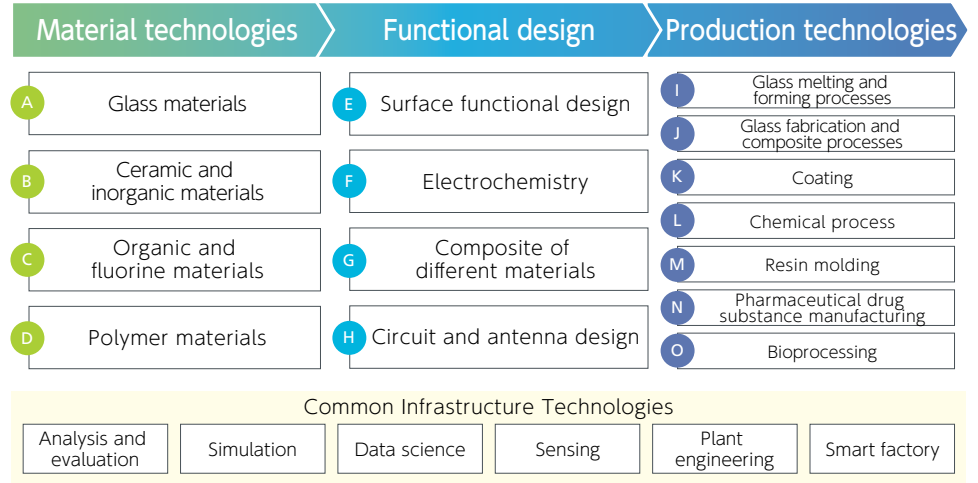 Material technologies
Functional design
Production technologies
A
Glass materials
B
Ceramic and
inorganic materials
C
Organic and
fluorine materials
D
Polymer materials
E
Surface functional design
F
Electrochemistry
G
Composite of
different materials
H
Circuit and antenna design
I
Glass melting and
forming processes
J
Glass fabrication and
composite processes
K
Coating
L
Chemical process
M
Resin molding
N
Pharmaceutical drug
substance manufacturing
O
Bioprocessing
Common Infrastructure Technologies
Analysis and
evaluation
Simulation
Data science
Sensing
Plant
engineering
Smart factory